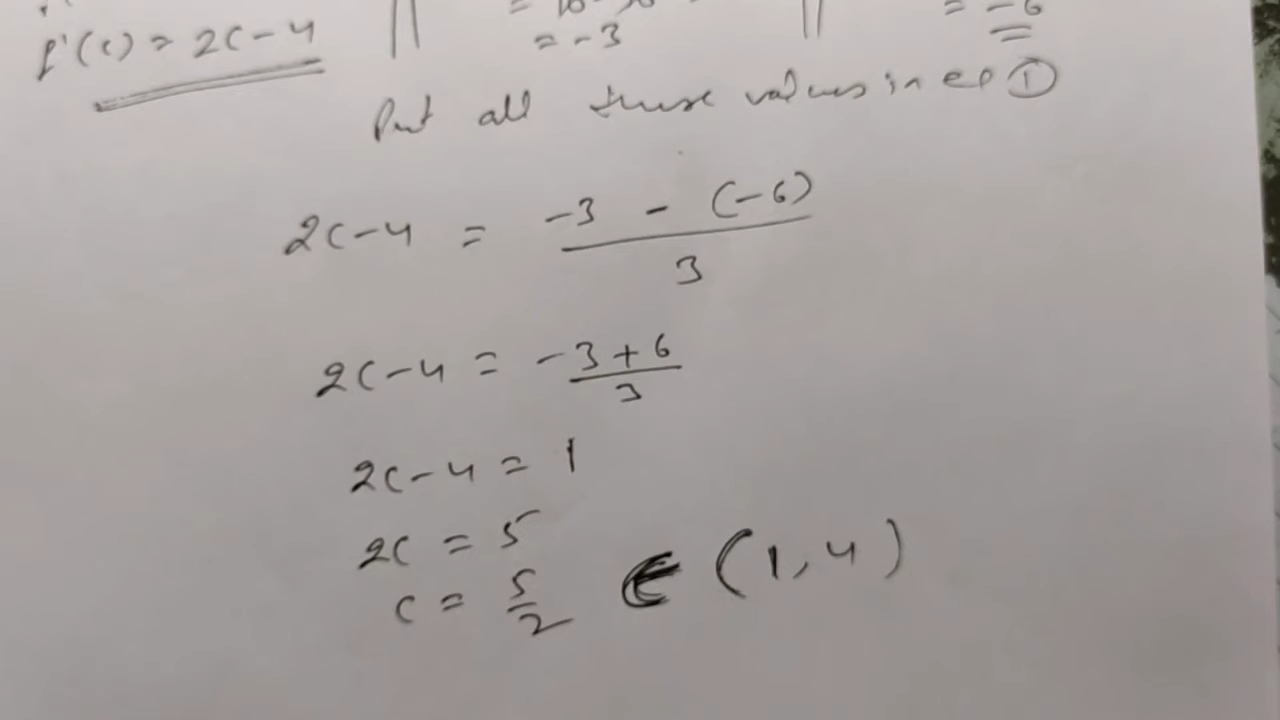 f'(c) = 2c-4
= -3
= -6
Put all these values in eq ①
2c-4 = -3 - (-6) / 3
2c-4 = -3+6 / 3
2c-4 = 1
2c = 5
c = 5/2 ∈ (1,4)